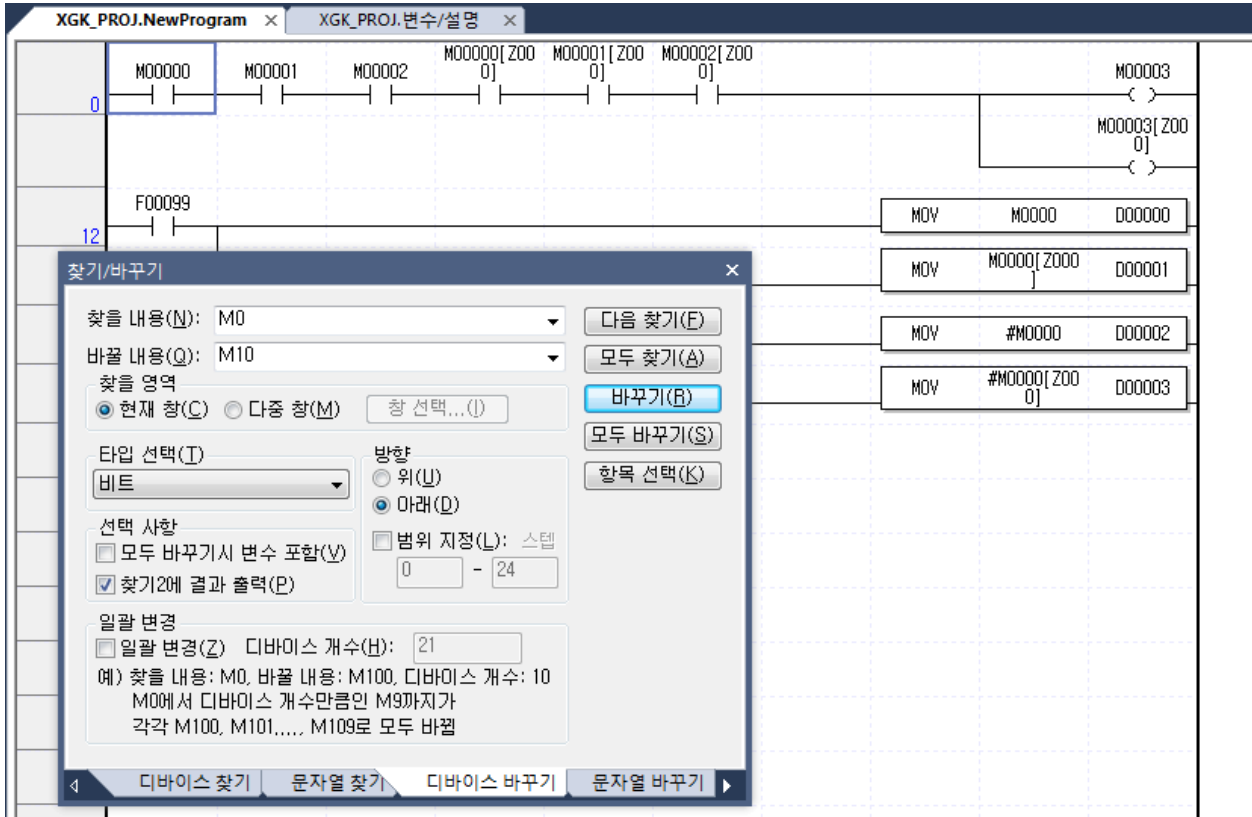 XGK_PROJ.NewProgram ×
XGK_PROJ.변수/설명 ×
M00000
M00001
M00002
M00000[Z00
0]
M00001[Z00
0]
M00002[Z00
0]
M00003
0
M00003[Z00
0]
F00099
12
MOV M0000 D00000
MOV M0000[Z000
] D00001
MOV #M0000 D00002
MOV #M0000[Z00
0] D00003
찾기/바꾸기 ×
찾을 내용(N): M0
바꿀 내용(Q): M10
찾을 영역
현재 창(C) 다중 창(M) 창 선택...(I)
타입 선택(T)
비트
방향
위(U)
아래(D)
범위 지정(L): 스텝
0 - 24
선택 사항
모두 바꾸기시 변수 포함(V)
찾기2에 결과 출력(P)
일괄 변경
일괄 변경(Z) 디바이스 개수(H): 21
예) 찾을 내용: M0, 바꿀 내용: M100, 디바이스 개수: 10
M0에서 디바이스 개수만큼인 M9까지가
각각 M100, M101,..., M109로 모두 바뀜
다음 찾기(F)
모두 찾기(A)
바꾸기(R)
모두 바꾸기(S)
항목 선택(K)
디바이스 찾기
문자열 찾기
디바이스 바꾸기
문자열 바꾸기